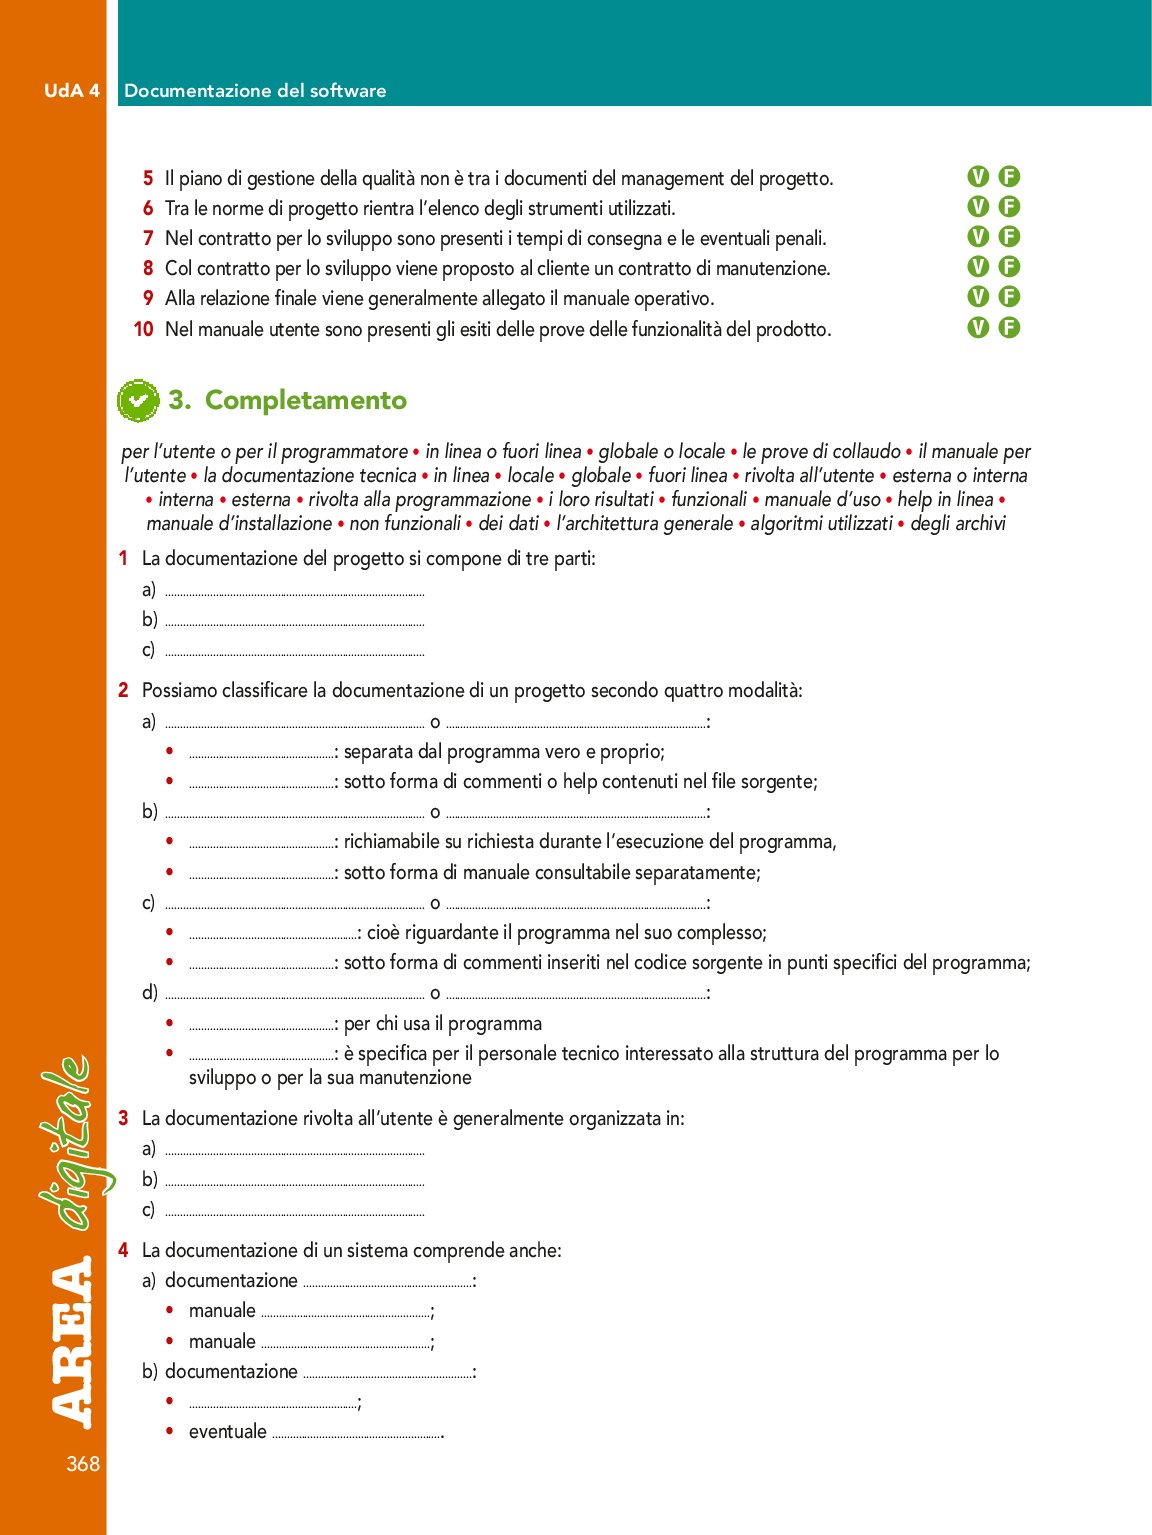 UdA 4 Documentazione del software
5 Il piano di gestione della qualità non è tra i documenti del management del progetto. V F
6 Tra le norme di progetto rientra l’elenco degli strumenti utilizzati. V F
7 Nel contratto per lo sviluppo sono presenti i tempi di consegna e le eventuali penali. V F
8 Col contratto per lo sviluppo viene proposto al cliente un contratto di manutenzione. V F
9 Alla relazione finale viene generalmente allegato il manuale operativo. V F
10 Nel manuale utente sono presenti gli esiti delle prove delle funzionalità del prodotto. V F
3. Completamento
per l’utente o per il programmatore • in linea o fuori linea • globale o locale • le prove di collaudo • il manuale per
l’utente • la documentazione tecnica • in linea • locale • globale • fuori linea • rivolta all’utente • esterna o interna
• interna • esterna • rivolta alla programmazione • i loro risultati • funzionali • manuale d’uso • help in linea •
manuale d’installazione • non funzionali • dei dati • l’architettura generale • algoritmi utilizzati • degli archivi
1 La documentazione del progetto si compone di tre parti:
a) ..........
b) ..........
c) ..........
2 Possiamo classificare la documentazione di un progetto secondo quattro modalità:
a) .......... o ..........:
• ..........: separata dal programma vero e proprio;
• ..........: sotto forma di commenti o help contenuti nel file sorgente;
b) .......... o ..........:
• ..........: richiamabile su richiesta durante l’esecuzione del programma,
• ..........: sotto forma di manuale consultabile separatamente;
c) .......... o ..........:
• ..........: cioè riguardante il programma nel suo complesso;
• ..........: sotto forma di commenti inseriti nel codice sorgente in punti specifici del programma;
d) .......... o ..........:
• ..........: per chi usa il programma
• ..........: è specifica per il personale tecnico interessato alla struttura del programma per lo
sviluppo o per la sua manutenzione
3 La documentazione rivolta all’utente è generalmente organizzata in:
a) ..........
b) ..........
c) ..........
4 La documentazione di un sistema comprende anche:
a) documentazione ..........:
• manuale ..........;
• manuale ..........;
b) documentazione ..........:
• ..........;
• eventuale ...........
AREA digitale
368